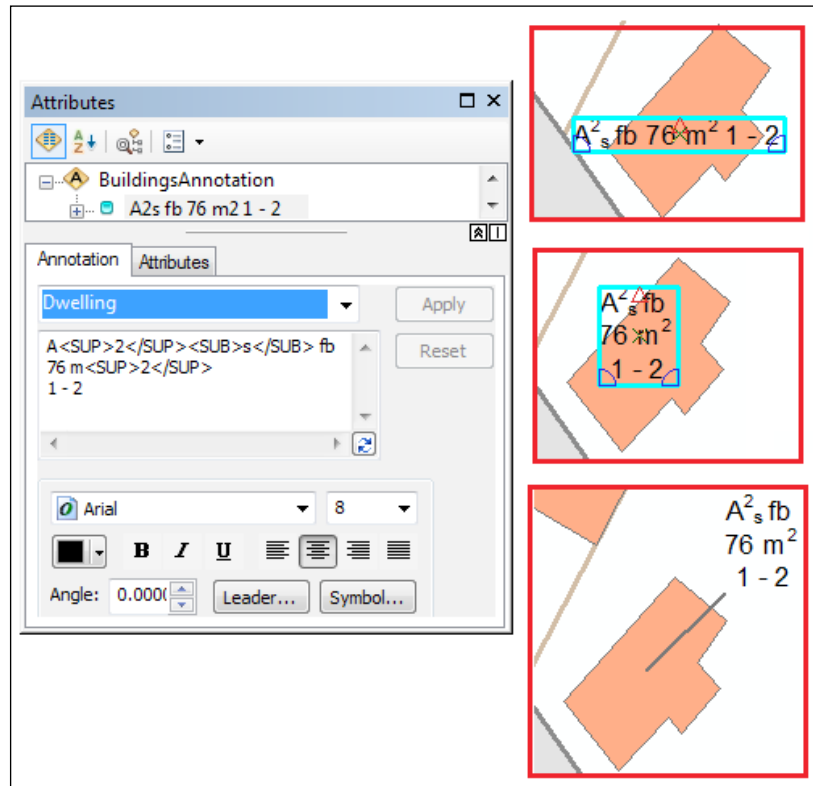 Attributes
A
Z
BuildingsAnnotation
A2s fb 76 m2 1 - 2
Annotation Attributes
Dwelling
Apply
A<SUP>2</SUP><SUB>s</SUB> fb
76 m<SUP>2</SUP>
1 - 2
Reset
Arial 8
B I U
Angle: 0.000( Leader... Symbol...
A²ₛ fb 76 m² 1 - 2
A²ₛ fb
76 m²
1 - 2
A²ₛ fb
76 m²
1 - 2